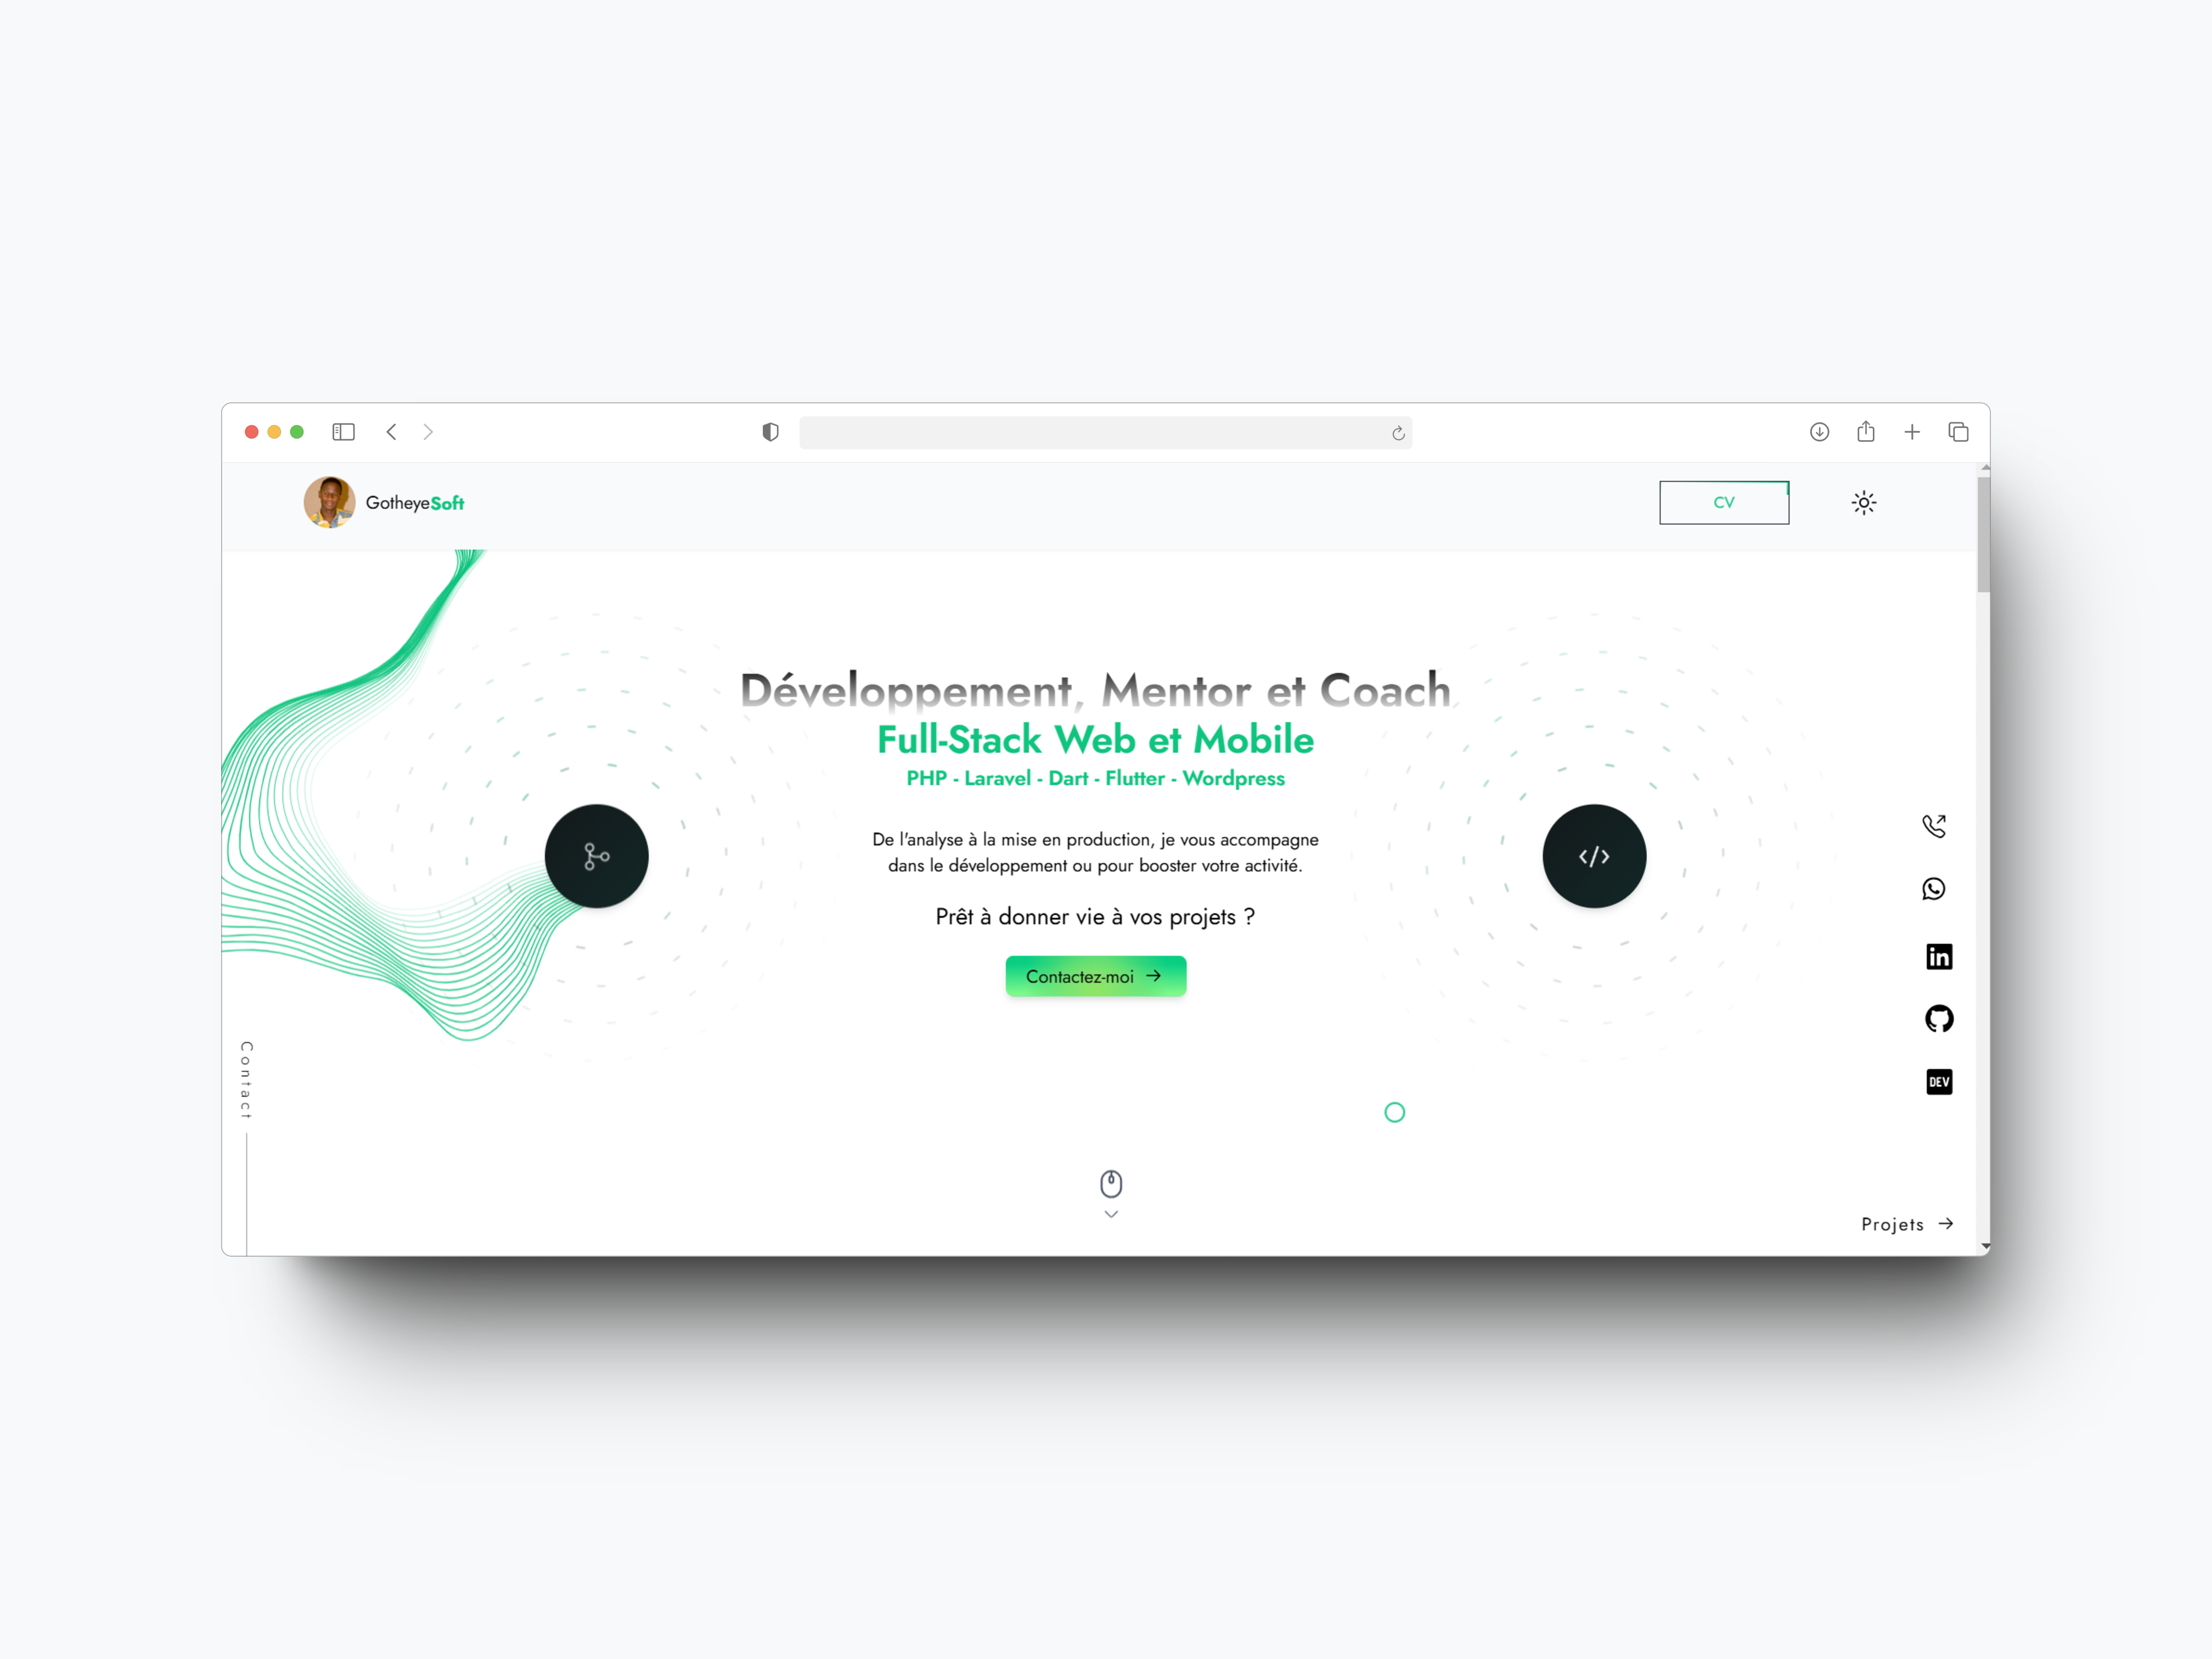 GotheyeSoft
CV
Développement, Mentor et Coach
Full-Stack Web et Mobile
PHP - Laravel - Dart - Flutter - Wordpress
De l'analyse à la mise en production, je vous accompagne
dans le développement ou pour booster votre activité.
Prêt à donner vie à vos projets ?
Contactez-moi
Contact
in
DEV
Projets